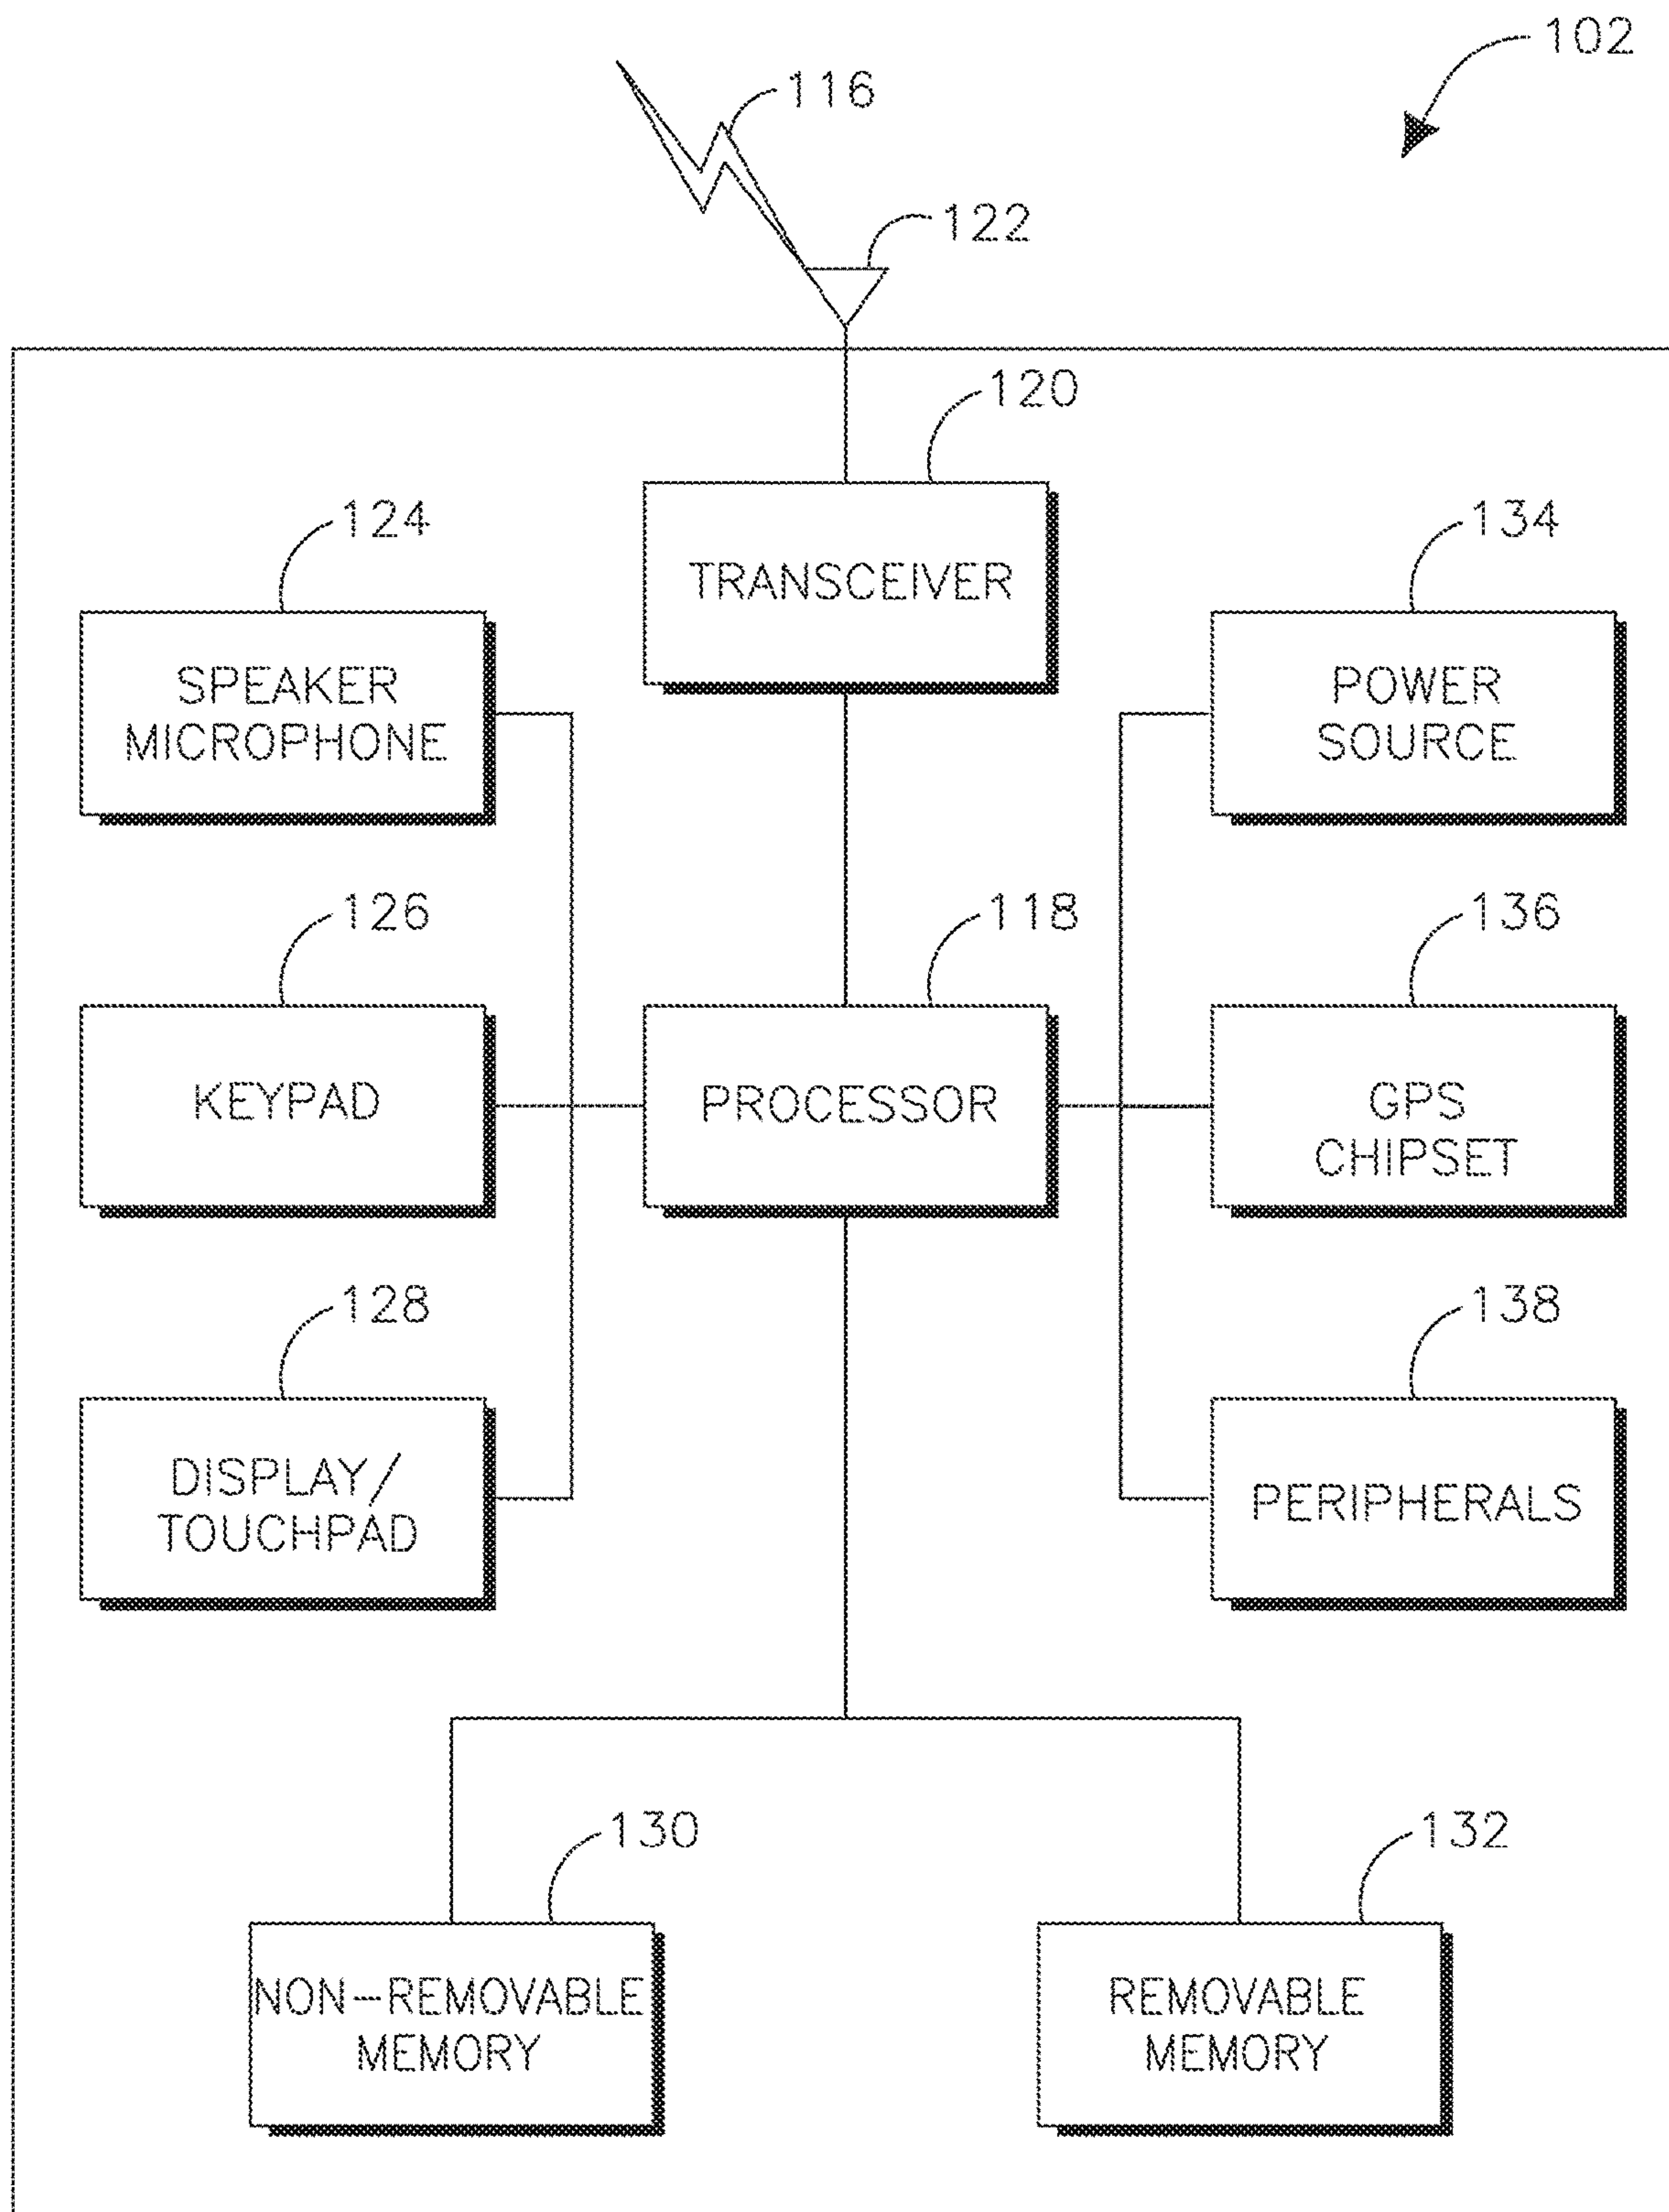 102
116
122
120
TRANSCEIVER
124
SPEAKER
MICROPHONE
134
POWER
SOURCE
126
KEYPAD
118
PROCESSOR
136
GPS
CHIPSET
128
DISPLAY/
TOUCHPAD
138
PERIPHERALS
130
NON-REMOVABLE
MEMORY
132
REMOVABLE
MEMORY